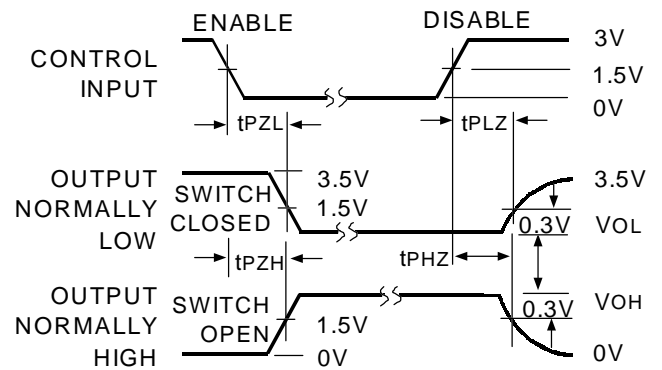 ENABLE DISABLE
CONTROL INPUT
3V
1.5V
0V
tPZL tPLZ
OUTPUT NORMALLY LOW
SWITCH CLOSED
3.5V
1.5V
3.5V
0.3V VOL
tPZH tPHZ
OUTPUT NORMALLY HIGH
SWITCH OPEN
1.5V
0V
VOH
0.3V
0V